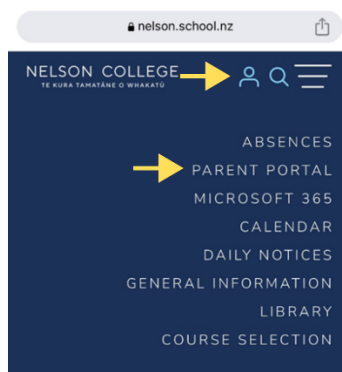 nelson.school.nz
NELSON COLLEGE
TE KURA TAMATĀNE O WHAKATŪ
ABSENCES
PARENT PORTAL
MICROSOFT 365
CALENDAR
DAILY NOTICES
GENERAL INFORMATION
LIBRARY
COURSE SELECTION